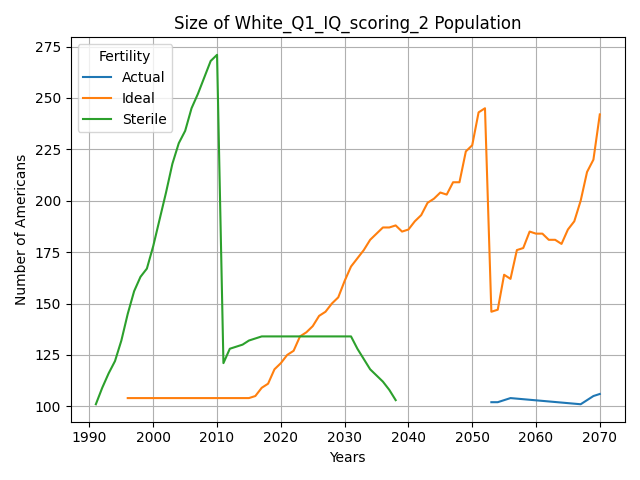 Size of White_Q1_IQ_scoring_2 Population
Fertility
Actual
Ideal
Sterile
Number of Americans
275
250
225
200
175
150
125
100
1990 2000 2010 2020 2030 2040 2050 2060 2070
Years